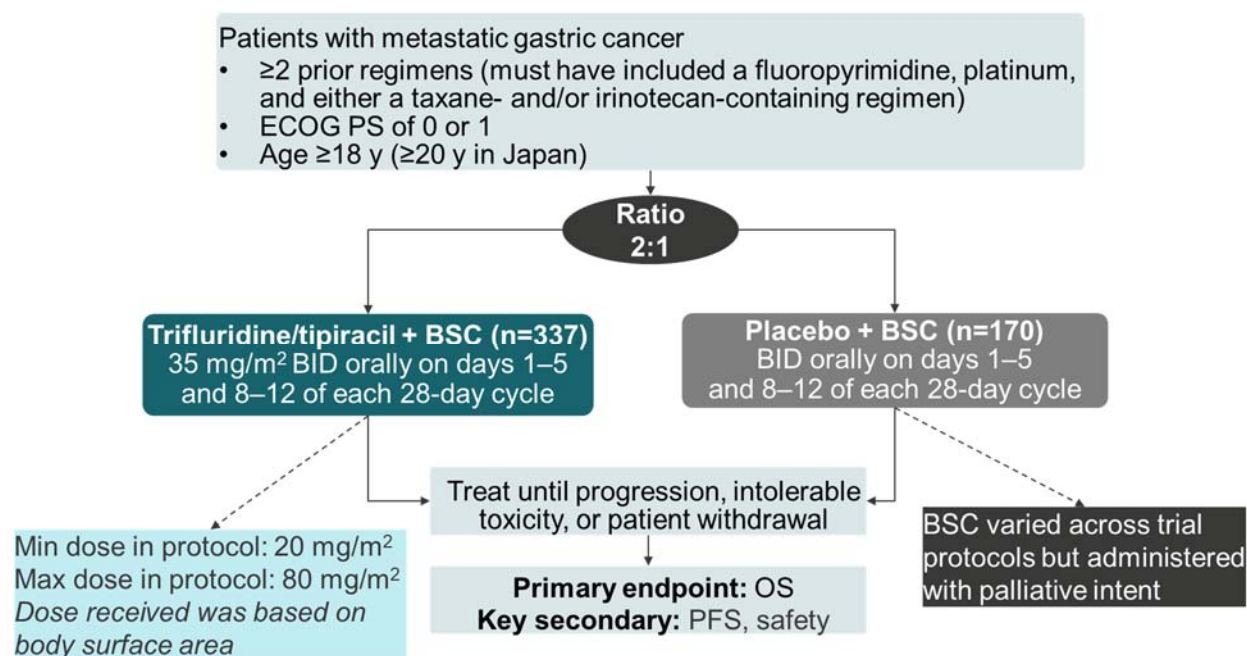 Patients with metastatic gastric cancer
• ≥2 prior regimens (must have included a fluoropyrimidine, platinum,
and either a taxane- and/or irinotecan-containing regimen)
• ECOG PS of 0 or 1
• Age ≥18 y (≥20 y in Japan)
Ratio
2:1
Trifluridine/tipiracil + BSC (n=337)
35 mg/m² BID orally on days 1–5
and 8–12 of each 28-day cycle
Placebo + BSC (n=170)
BID orally on days 1–5
and 8–12 of each 28-day cycle
Treat until progression, intolerable
toxicity, or patient withdrawal
Min dose in protocol: 20 mg/m²
Max dose in protocol: 80 mg/m²
Dose received was based on
body surface area
Primary endpoint: OS
Key secondary: PFS, safety
BSC varied across trial
protocols but administered
with palliative intent